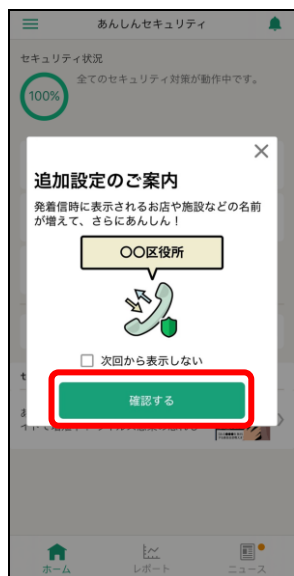 あんしんセキュリティ
セキュリティ状況
全てのセキュリティ対策が動作中です。
100%
追加設定のご案内
発着信時に表示されるお店や施設などの名前
が増えて、さらにあんしん！
〇〇区役所
次回から表示しない
確認する
ホーム
レポート
ニュース